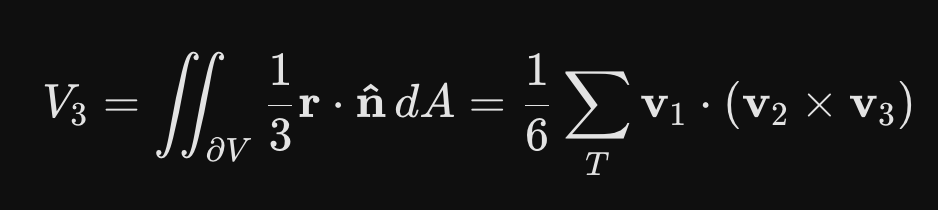 V₃ = ∬_∂V 1/3 r · n̂ dA = 1/6 ∑_T v₁ · (v₂ × v₃)